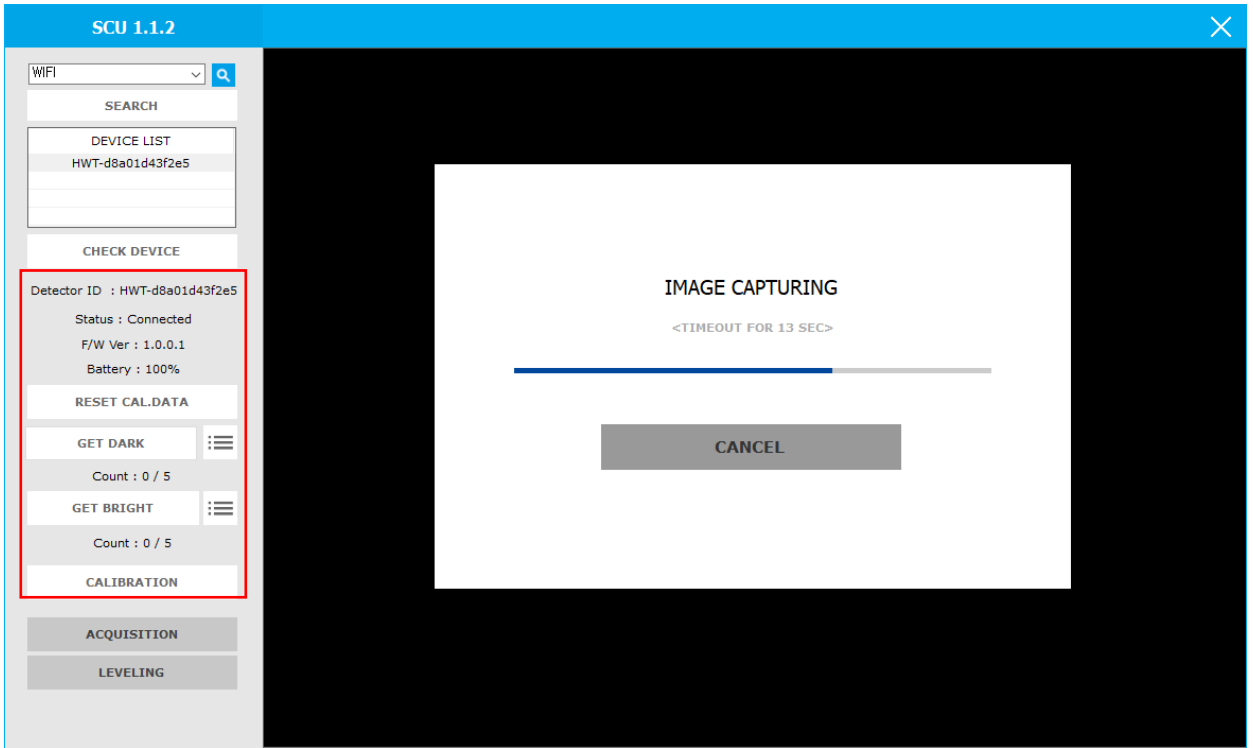 SCU 1.1.2
WIFI
SEARCH
DEVICE LIST
HWT-d8a01d43f2e5
CHECK DEVICE
Detector ID : HWT-d8a01d43f2e5
Status : Connected
F/W Ver : 1.0.0.1
Battery : 100%
RESET CAL.DATA
GET DARK
Count : 0 / 5
GET BRIGHT
Count : 0 / 5
CALIBRATION
ACQUISITION
LEVELING
IMAGE CAPTURING
<TIMEOUT FOR 13 SEC>
CANCEL